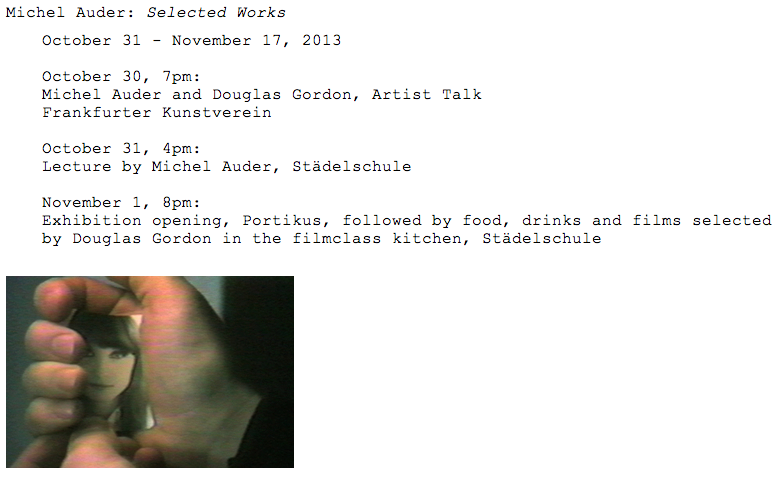 Michel Auder: Selected Works
October 31 - November 17, 2013
October 30, 7pm:
Michel Auder and Douglas Gordon, Artist Talk
Frankfurter Kunstverein
October 31, 4pm:
Lecture by Michel Auder, Städelschule
November 1, 8pm:
Exhibition opening, Portikus, followed by food, drinks and films selected
by Douglas Gordon in the filmclass kitchen, Städelschule